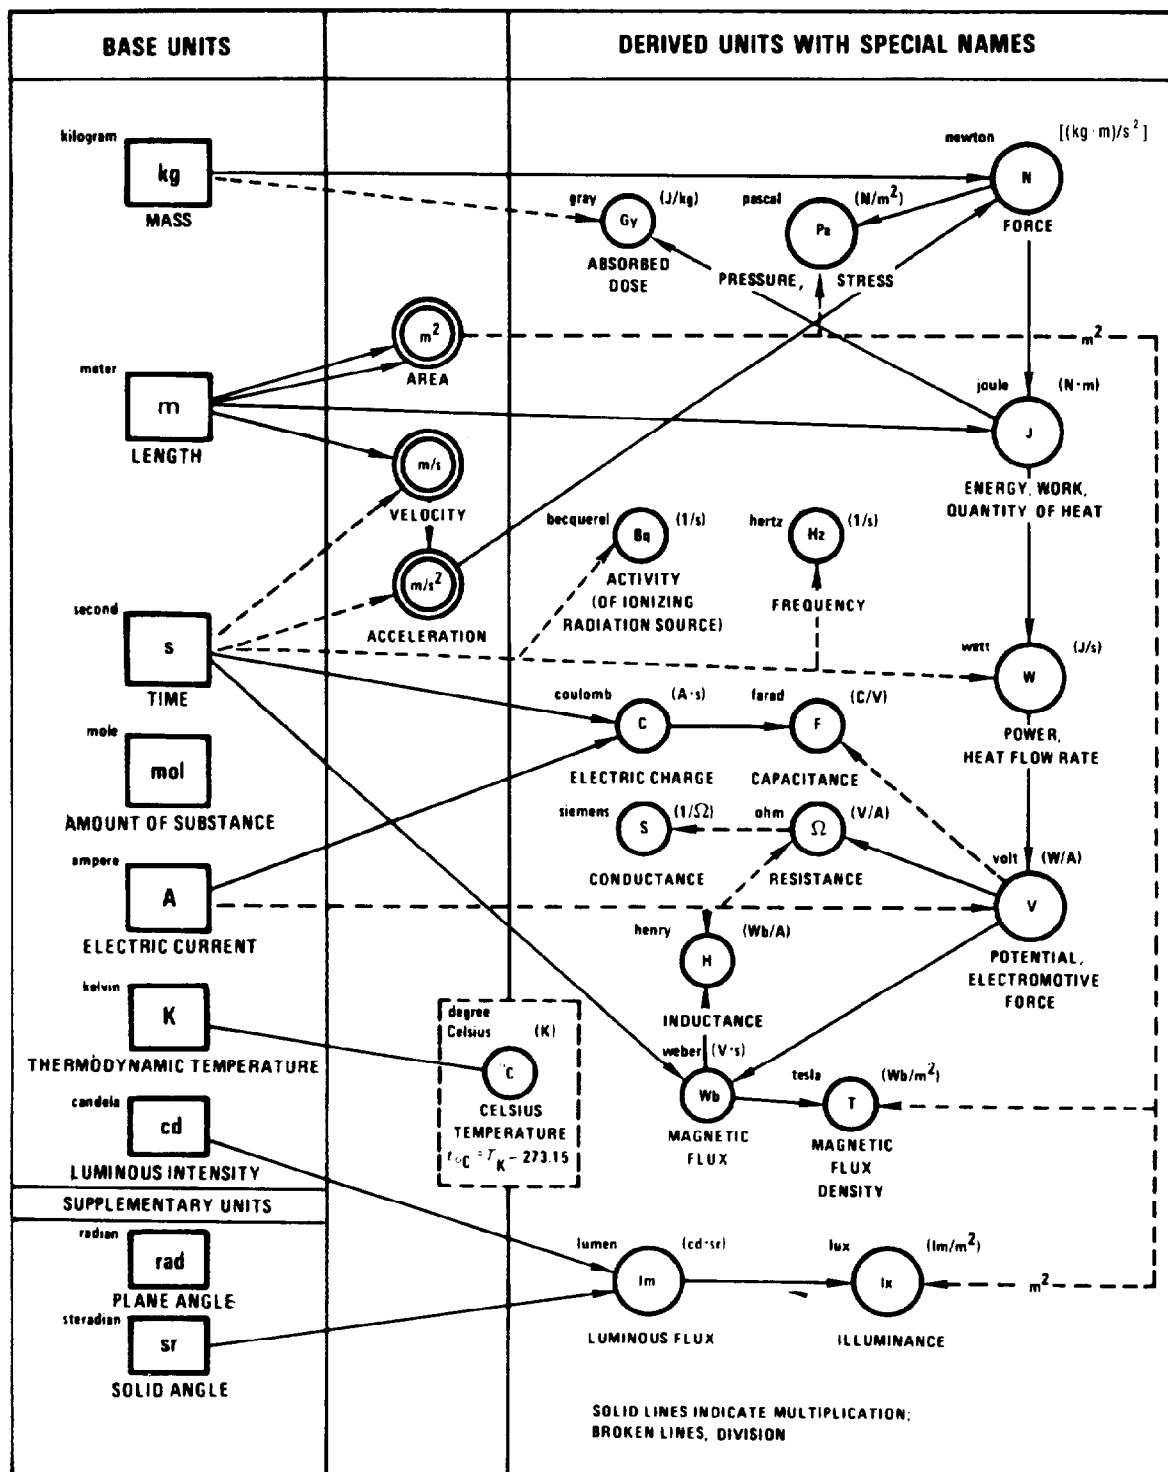 BASE UNITS
DERIVED UNITS WITH SPECIAL NAMES
kilogram
kg
MASS
newton
[(kg·m)/s²]
N
FORCE
gray
(J/kg)
Gy
ABSORBED
DOSE
pascal
(N/m²)
Pa
PRESSURE, STRESS
m²
AREA
m²
meter
m
LENGTH
joule
(N·m)
J
ENERGY, WORK,
QUANTITY OF HEAT
m/s
VELOCITY
becquerel
(1/s)
Bq
ACTIVITY
(OF IONIZING
RADIATION SOURCE)
hertz
(1/s)
Hz
FREQUENCY
m/s²
ACCELERATION
second
s
TIME
watt
(J/s)
W
POWER,
HEAT FLOW RATE
coulomb
(A·s)
C
ELECTRIC CHARGE
farad
(C/V)
F
CAPACITANCE
mole
mol
AMOUNT OF SUBSTANCE
siemens
(1/Ω)
S
CONDUCTANCE
ohm
(V/A)
Ω
RESISTANCE
volt
(W/A)
V
POTENTIAL,
ELECTROMOTIVE
FORCE
ampere
A
ELECTRIC CURRENT
henry
(Wb/A)
H
INDUCTANCE
kelvin
K
THERMODYNAMIC TEMPERATURE
degree
Celsius (K)
°C
CELSIUS
TEMPERATURE
t°C = TK – 273.15
weber
(V·s)
Wb
MAGNETIC
FLUX
tesla
(Wb/m²)
T
MAGNETIC
FLUX
DENSITY
candela
cd
LUMINOUS INTENSITY
SUPPLEMENTARY UNITS
radian
rad
PLANE ANGLE
lumen
(cd·sr)
lm
LUMINOUS FLUX
lux
(lm/m²)
lx
ILLUMINANCE
m²
steradian
sr
SOLID ANGLE
SOLID LINES INDICATE MULTIPLICATION;
BROKEN LINES, DIVISION